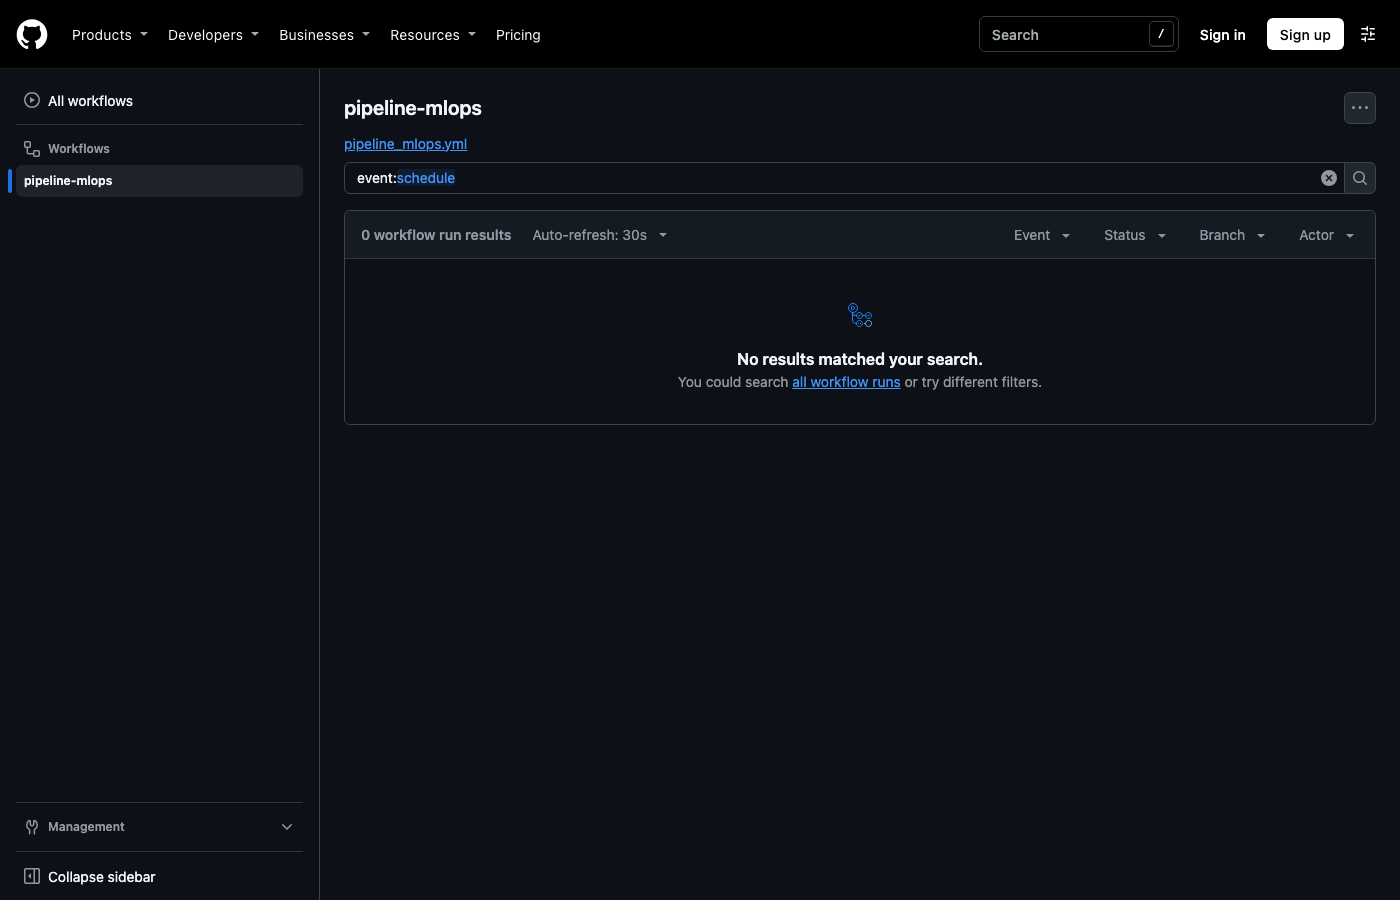 Products Developers Businesses Resources Pricing Search / Sign in Sign up
All workflows
Workflows
pipeline-mlops
pipeline-mlops
pipeline_mlops.yml
event:schedule
0 workflow run results Auto-refresh: 30s Event Status Branch Actor
No results matched your search.
You could search all workflow runs or try different filters.
Management
Collapse sidebar